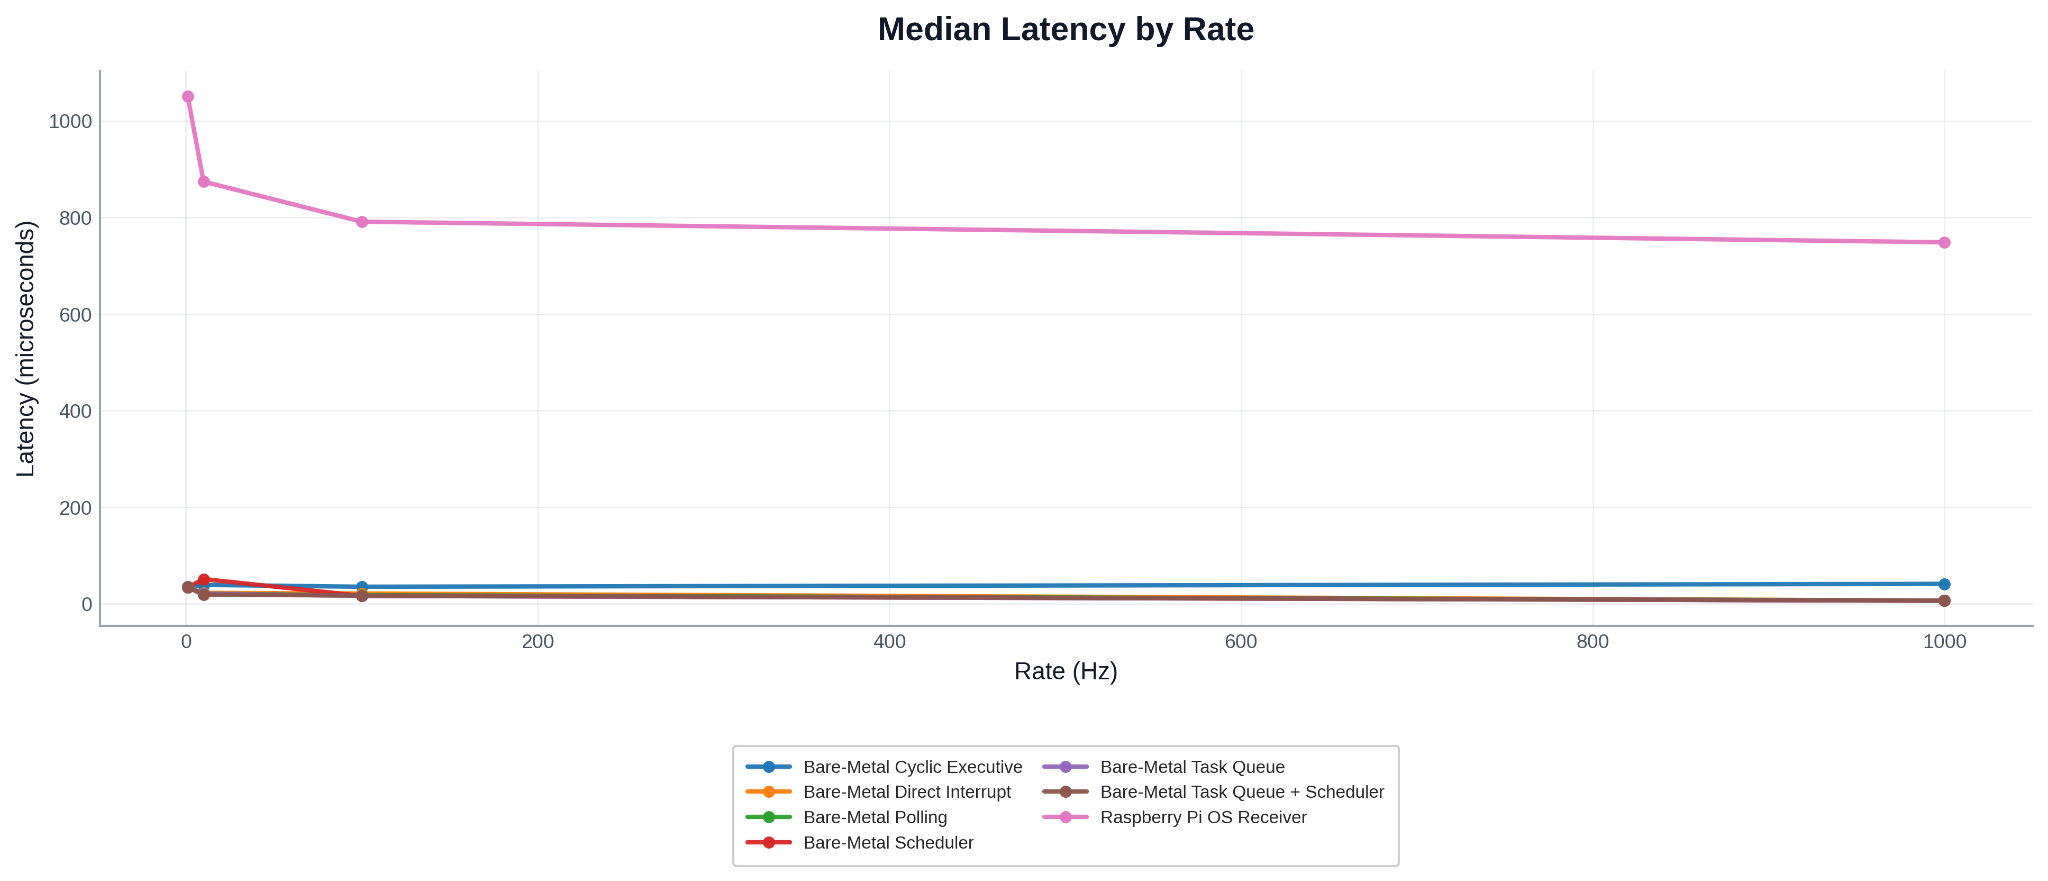 Median Latency by Rate
1000
800
600
400
200
0
Latency (microseconds)
0 200 400 600 800 1000
Rate (Hz)
Bare-Metal Cyclic Executive
Bare-Metal Direct Interrupt
Bare-Metal Polling
Bare-Metal Scheduler
Bare-Metal Task Queue
Bare-Metal Task Queue + Scheduler
Raspberry Pi OS Receiver